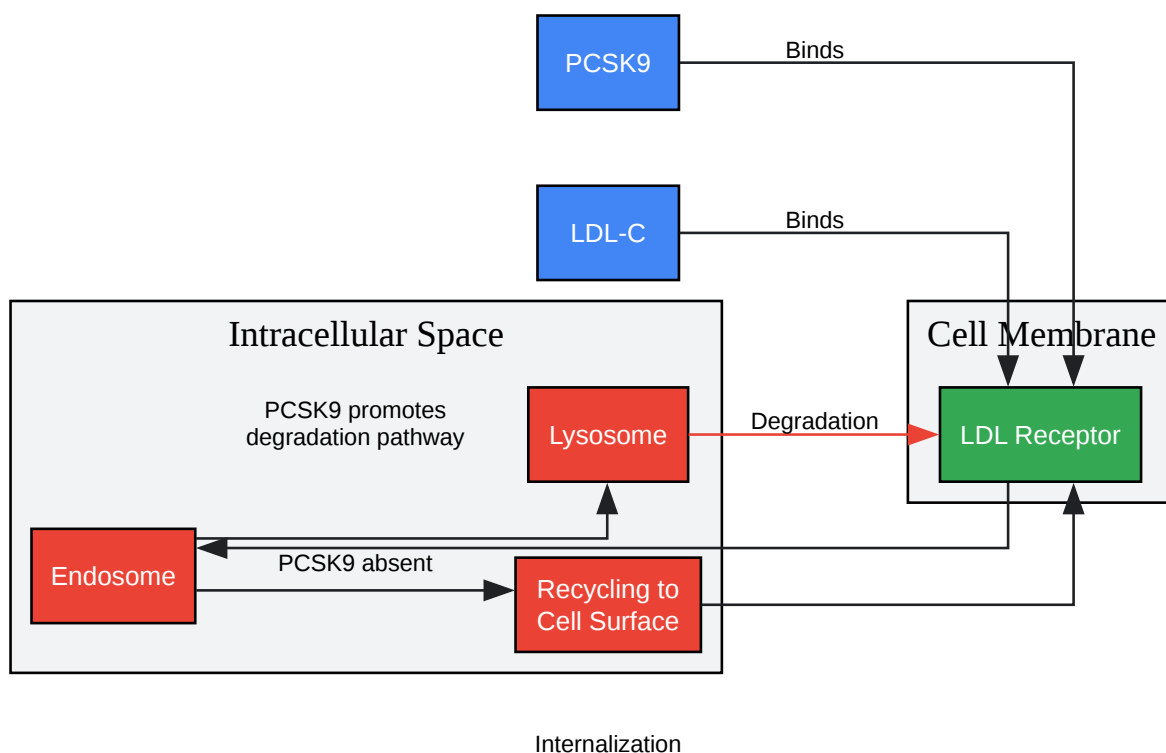 PCSK9
Binds
LDL-C
Binds
Intracellular Space
Cell Membrane
PCSK9 promotes
degradation pathway
Lysosome
Degradation
LDL Receptor
Endosome
PCSK9 absent
Recycling to
Cell Surface
Internalization